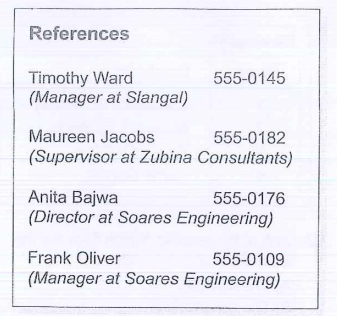 References
Timothy Ward 555-0145
(Manager at Slangal)
Maureen Jacobs 555-0182
(Supervisor at Zubina Consultants)
Anita Bajwa 555-0176
(Director at Soares Engineering)
Frank Oliver 555-0109
(Manager at Soares Engineering)